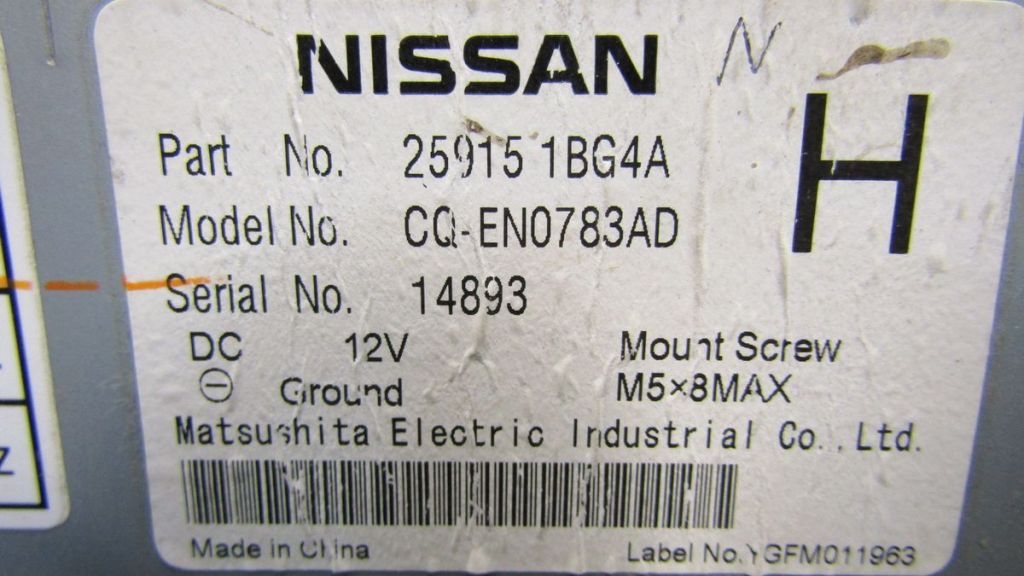 NISSAN N
H
Part No. 25915 1BG4A
Model No. CQ-EN0783AD
Serial No. 14893
DC 12V Mount Screw
⊖ Ground M5×8MAX
Matsushita Electric Industrial Co.,Ltd.
Made in China Label No.YGFM011963
Z